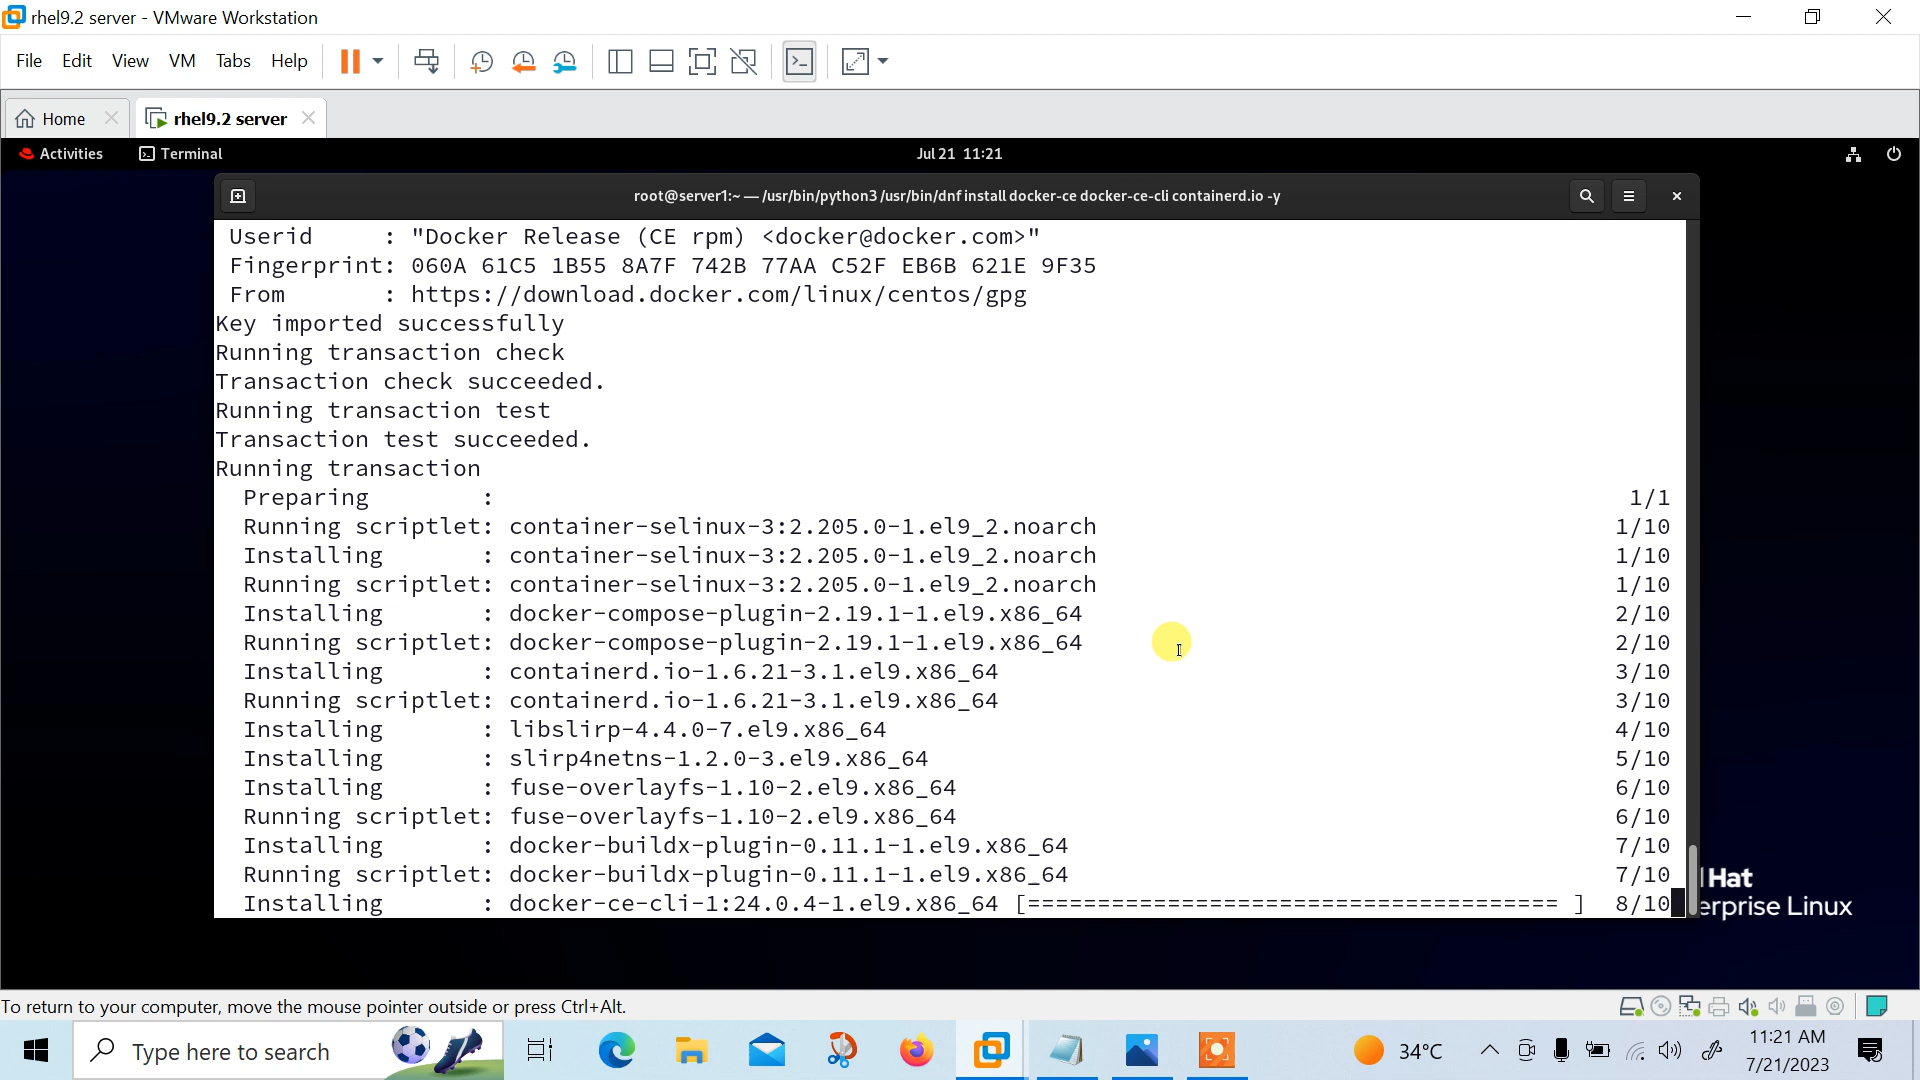 rhel9.2 server - VMware Workstation
File Edit View VM Tabs Help
Home rhel9.2 server
Activities Terminal Jul 21 11:21
root@server1:~ — /usr/bin/python3 /usr/bin/dnf install docker-ce docker-ce-cli containerd.io -y
Userid : "Docker Release (CE rpm) <docker@docker.com>"
Fingerprint: 060A 61C5 1B55 8A7F 742B 77AA C52F EB6B 621E 9F35
From : https://download.docker.com/linux/centos/gpg
Key imported successfully
Running transaction check
Transaction check succeeded.
Running transaction test
Transaction test succeeded.
Running transaction
Preparing : 1/1
Running scriptlet: container-selinux-3:2.205.0-1.el9_2.noarch 1/10
Installing : container-selinux-3:2.205.0-1.el9_2.noarch 1/10
Running scriptlet: container-selinux-3:2.205.0-1.el9_2.noarch 1/10
Installing : docker-compose-plugin-2.19.1-1.el9.x86_64 2/10
Running scriptlet: docker-compose-plugin-2.19.1-1.el9.x86_64 2/10
Installing : containerd.io-1.6.21-3.1.el9.x86_64 3/10
Running scriptlet: containerd.io-1.6.21-3.1.el9.x86_64 3/10
Installing : libslirp-4.4.0-7.el9.x86_64 4/10
Installing : slirp4netns-1.2.0-3.el9.x86_64 5/10
Installing : fuse-overlayfs-1.10-2.el9.x86_64 6/10
Running scriptlet: fuse-overlayfs-1.10-2.el9.x86_64 6/10
Installing : docker-buildx-plugin-0.11.1-1.el9.x86_64 7/10
Running scriptlet: docker-buildx-plugin-0.11.1-1.el9.x86_64 7/10
Installing : docker-ce-cli-1:24.0.4-1.el9.x86_64 [====================================== ] 8/10
Hat
erprise Linux
To return to your computer, move the mouse pointer outside or press Ctrl+Alt.
Type here to search
34°C
11:21 AM
7/21/2023